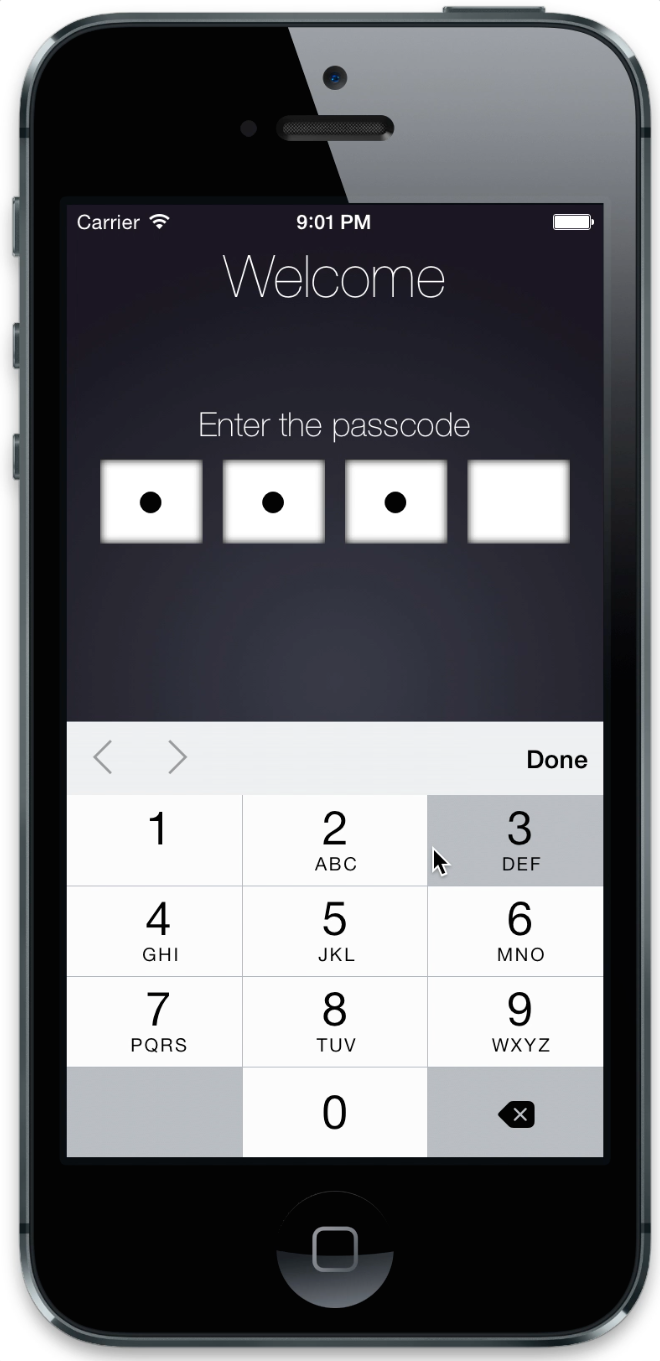 Carrier 9:01 PM
Welcome
Enter the passcode
Done
1 2 3
ABC DEF
4 5 6
GHI JKL MNO
7 8 9
PQRS TUV WXYZ
0